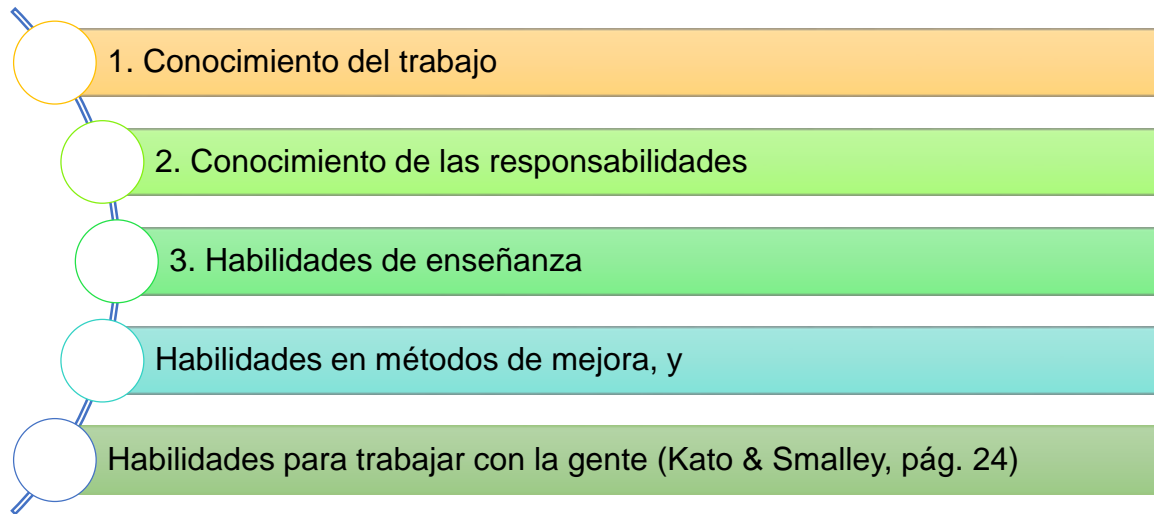 1. Conocimiento del trabajo
2. Conocimiento de las responsabilidades
3. Habilidades de enseñanza
Habilidades en métodos de mejora, y
Habilidades para trabajar con la gente (Kato & Smalley, pág. 24)